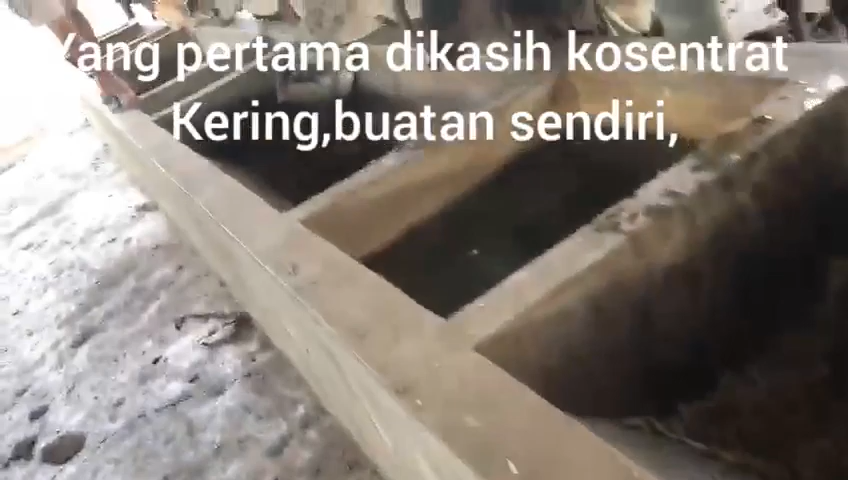 Yang pertama dikasih kosentrat
Kering,buatan sendiri,